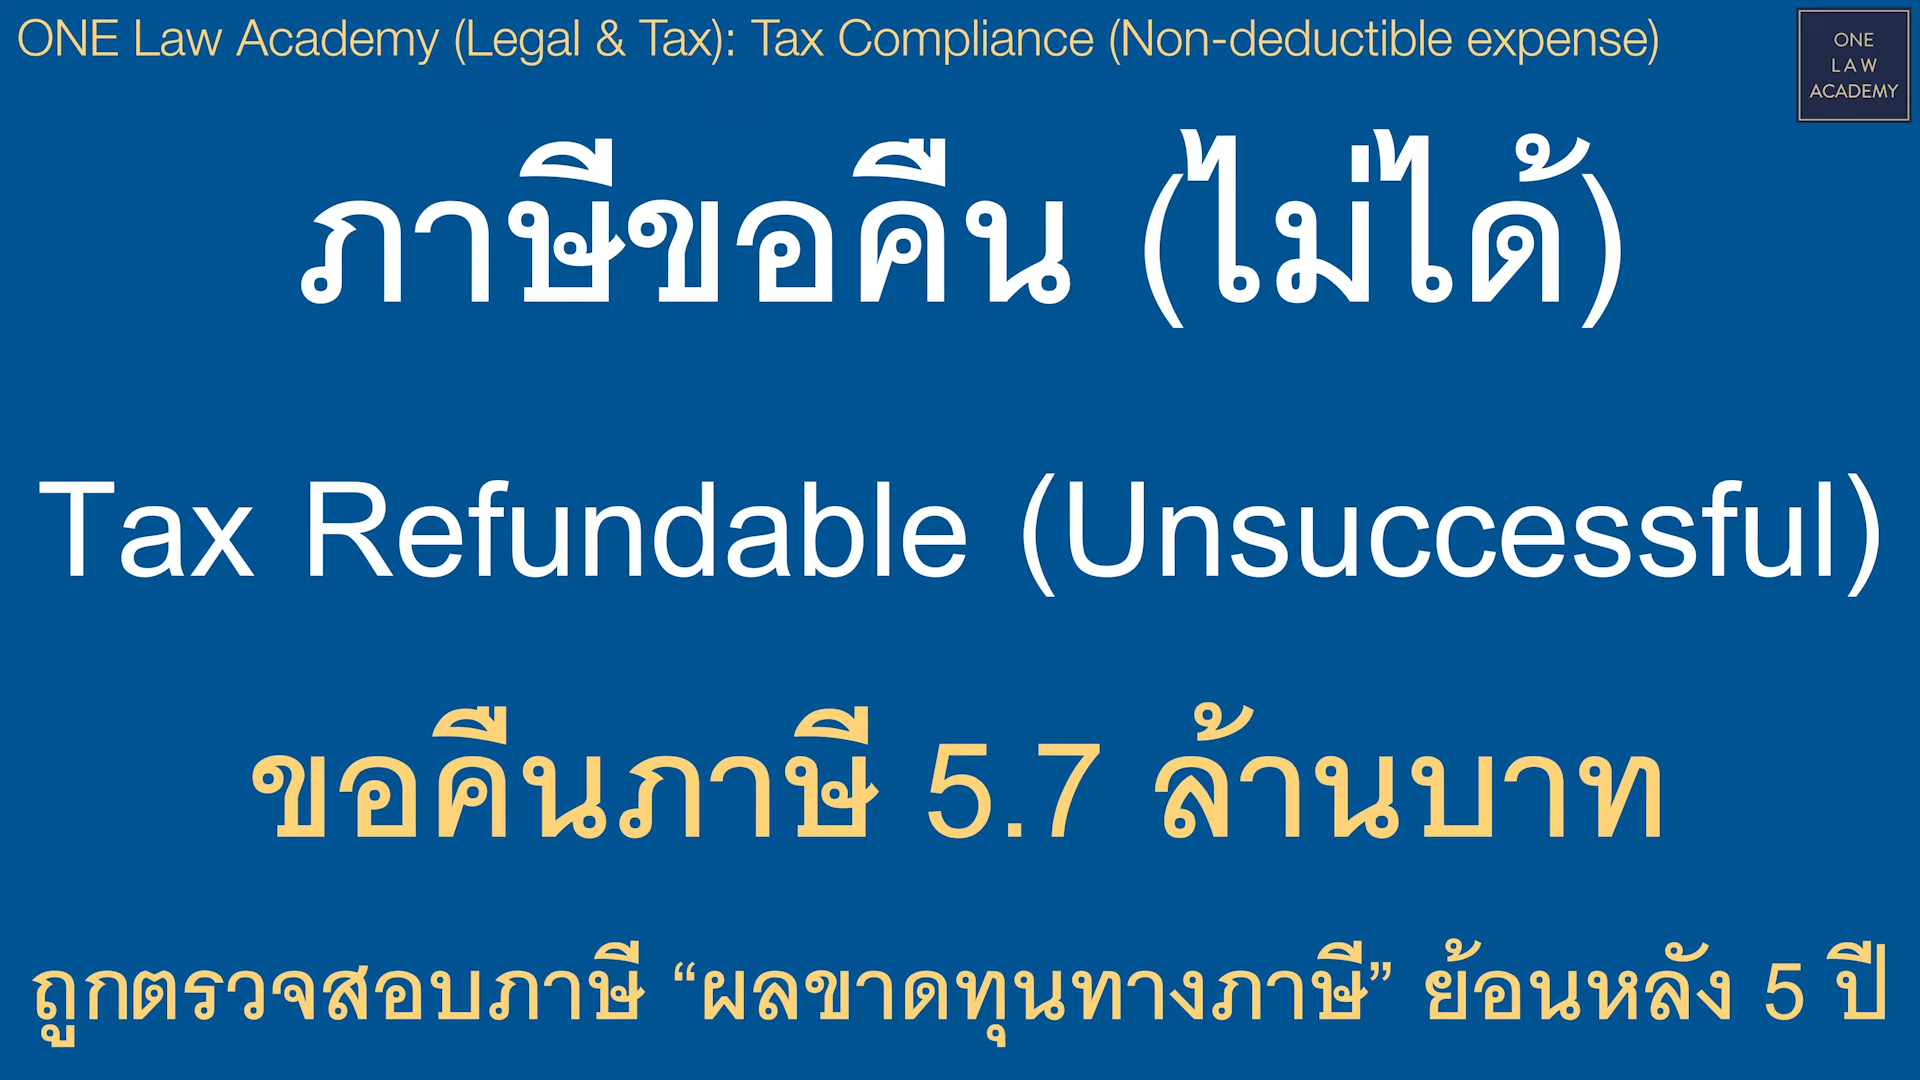 ONE Law Academy (Legal & Tax): Tax Compliance (Non-deductible expense)
ONE
LAW
ACADEMY
ภาษีขอคืน (ไม่ได้)
Tax Refundable (Unsuccessful)
ขอคืนภาษี 5.7 ล้านบาท
ถูกตรวจสอบภาษี “ผลขาดทุนทางภาษี” ย้อนหลัง 5 ปี